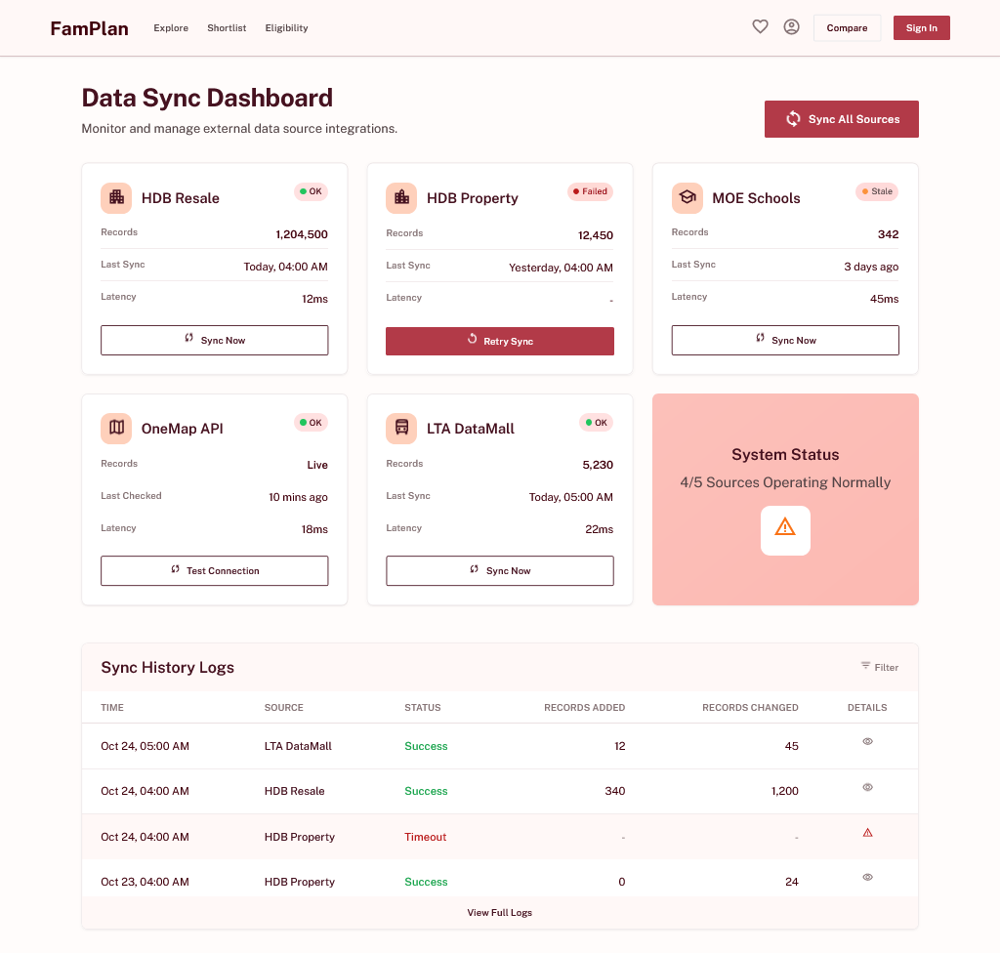 FamPlan
Explore
Shortlist
Eligibility
Compare
Sign In
Data Sync Dashboard
Monitor and manage external data source integrations.
Sync All Sources
HDB Resale
OK
Records
1,204,500
Last Sync
Today, 04:00 AM
Latency
12ms
Sync Now
HDB Property
Failed
Records
12,450
Last Sync
Yesterday, 04:00 AM
Latency
-
Retry Sync
MOE Schools
Stale
Records
342
Last Sync
3 days ago
Latency
45ms
Sync Now
OneMap API
OK
Records
Live
Last Checked
10 mins ago
Latency
18ms
Test Connection
LTA DataMall
OK
Records
5,230
Last Sync
Today, 05:00 AM
Latency
22ms
Sync Now
System Status
4/5 Sources Operating Normally
Sync History Logs
Filter
TIME SOURCE STATUS RECORDS ADDED RECORDS CHANGED DETAILS
Oct 24, 05:00 AM LTA DataMall Success 12 45
Oct 24, 04:00 AM HDB Resale Success 340 1,200
Oct 24, 04:00 AM HDB Property Timeout - -
Oct 23, 04:00 AM HDB Property Success 0 24
View Full Logs